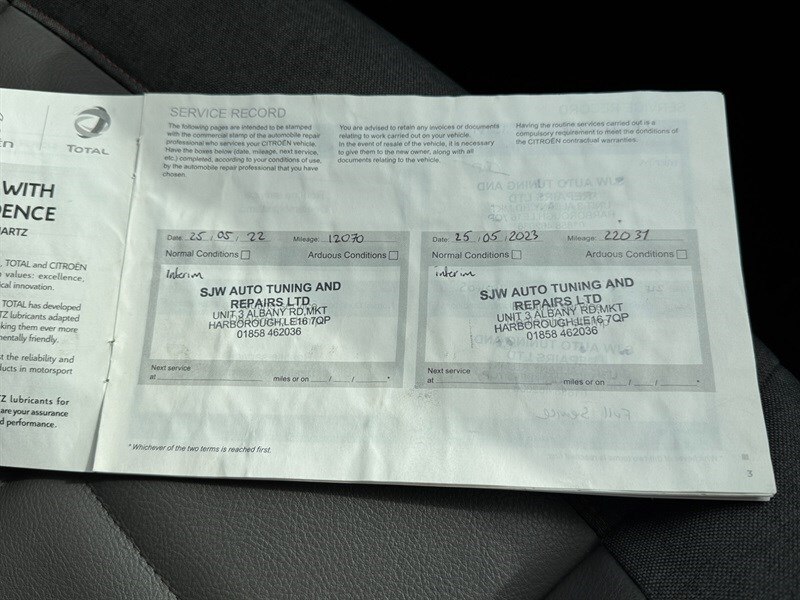 TOTAL
WITH
DENCE
ARTZ
TOTAL and CITROËN
values: excellence,
cal innovation.
TOTAL has developed
TZ lubricants adapted
king them ever more
mentally friendly.
t the reliability and
ducts in motorsport
TZ lubricants for
are your assurance
d performance.
SERVICE RECORD
The following pages are intended to be stamped
with the commercial stamp of the automobile repair
professional who services your CITROËN vehicle.
Have the boxes below (date, mileage, next service,
etc.) completed, according to your conditions of use,
by the automobile repair professional that you have
chosen.
You are advised to retain any invoices or documents
relating to work carried out on your vehicle.
In the event of resale of the vehicle, it is necessary
to give them to the new owner, along with all
documents relating to the vehicle.
Having the routine services carried out is a
compulsory requirement to meet the conditions of
the CITROËN contractual warranties.
Date: 25 / 05 / 22 Mileage: 12070
Normal Conditions Arduous Conditions
Interim
SJW AUTO TUNING AND
REPAIRS LTD
UNIT 3 ALBANY RD,MKT
HARBOROUGH,LE16 7QP
01858 462036
Next service
at miles or on / / *
Date: 25 / 05 / 2023 Mileage: 22031
Normal Conditions Arduous Conditions
interim
SJW AUTO TUNING AND
REPAIRS LTD
UNIT 3 ALBANY RD,MKT
HARBOROUGH,LE16 7QP
01858 462036
Next service
at miles or on / / *
Full Service
* Whichever of the two terms is reached first.
3